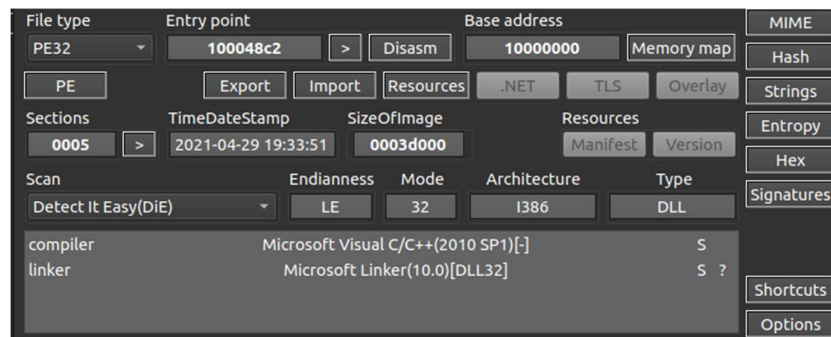 File type Entry point Base address MIME
PE32 100048c2 > Disasm 10000000 Memory map Hash
PE Export Import Resources .NET TLS Overlay Strings
Sections TimeDateStamp SizeOfImage Resources Entropy
0005 > 2021-04-29 19:33:51 0003d000 Manifest Version Hex
Scan Endianness Mode Architecture Type
Detect It Easy(DiE) LE 32 I386 DLL Signatures
compiler Microsoft Visual C/C++(2010 SP1)[-] S
linker Microsoft Linker(10.0)[DLL32] S ?
Shortcuts
Options